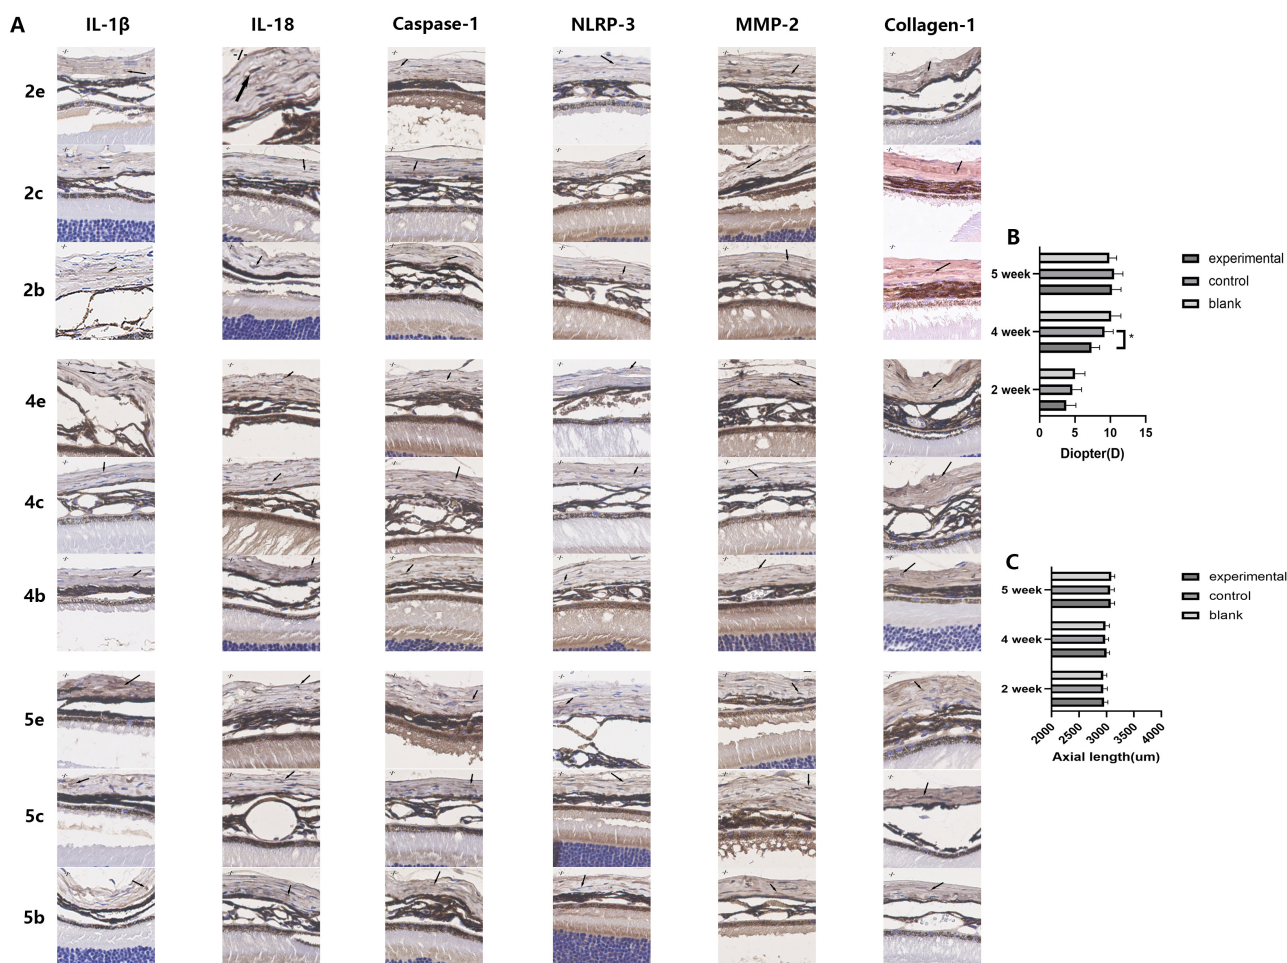 A
IL-1β IL-18 Caspase-1 NLRP-3 MMP-2 Collagen-1
2e
-/-
2c
2b
4e
4c
4b
5e
5c
5b
B
5 week
4 week
*
2 week
0 5 10 15
Diopter(D)
experimental
control
blank
C
5 week
4 week
2 week
2000 2500 3000 3500 4000
Axial length(um)
experimental
control
blank